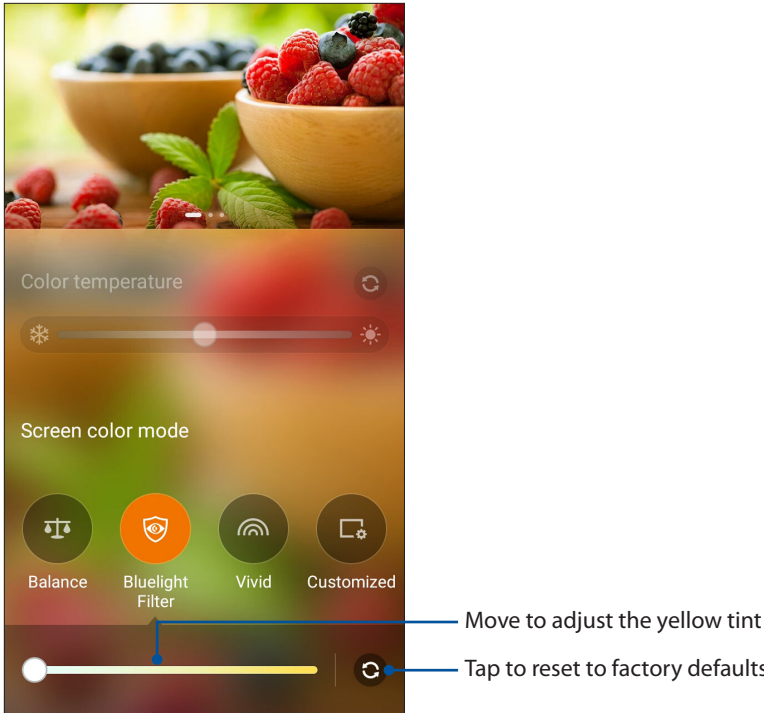 Color temperature
Screen color mode
Balance
Bluelight
Filter
Vivid
Customized
Move to adjust the yellow tint
Tap to reset to factory defaults